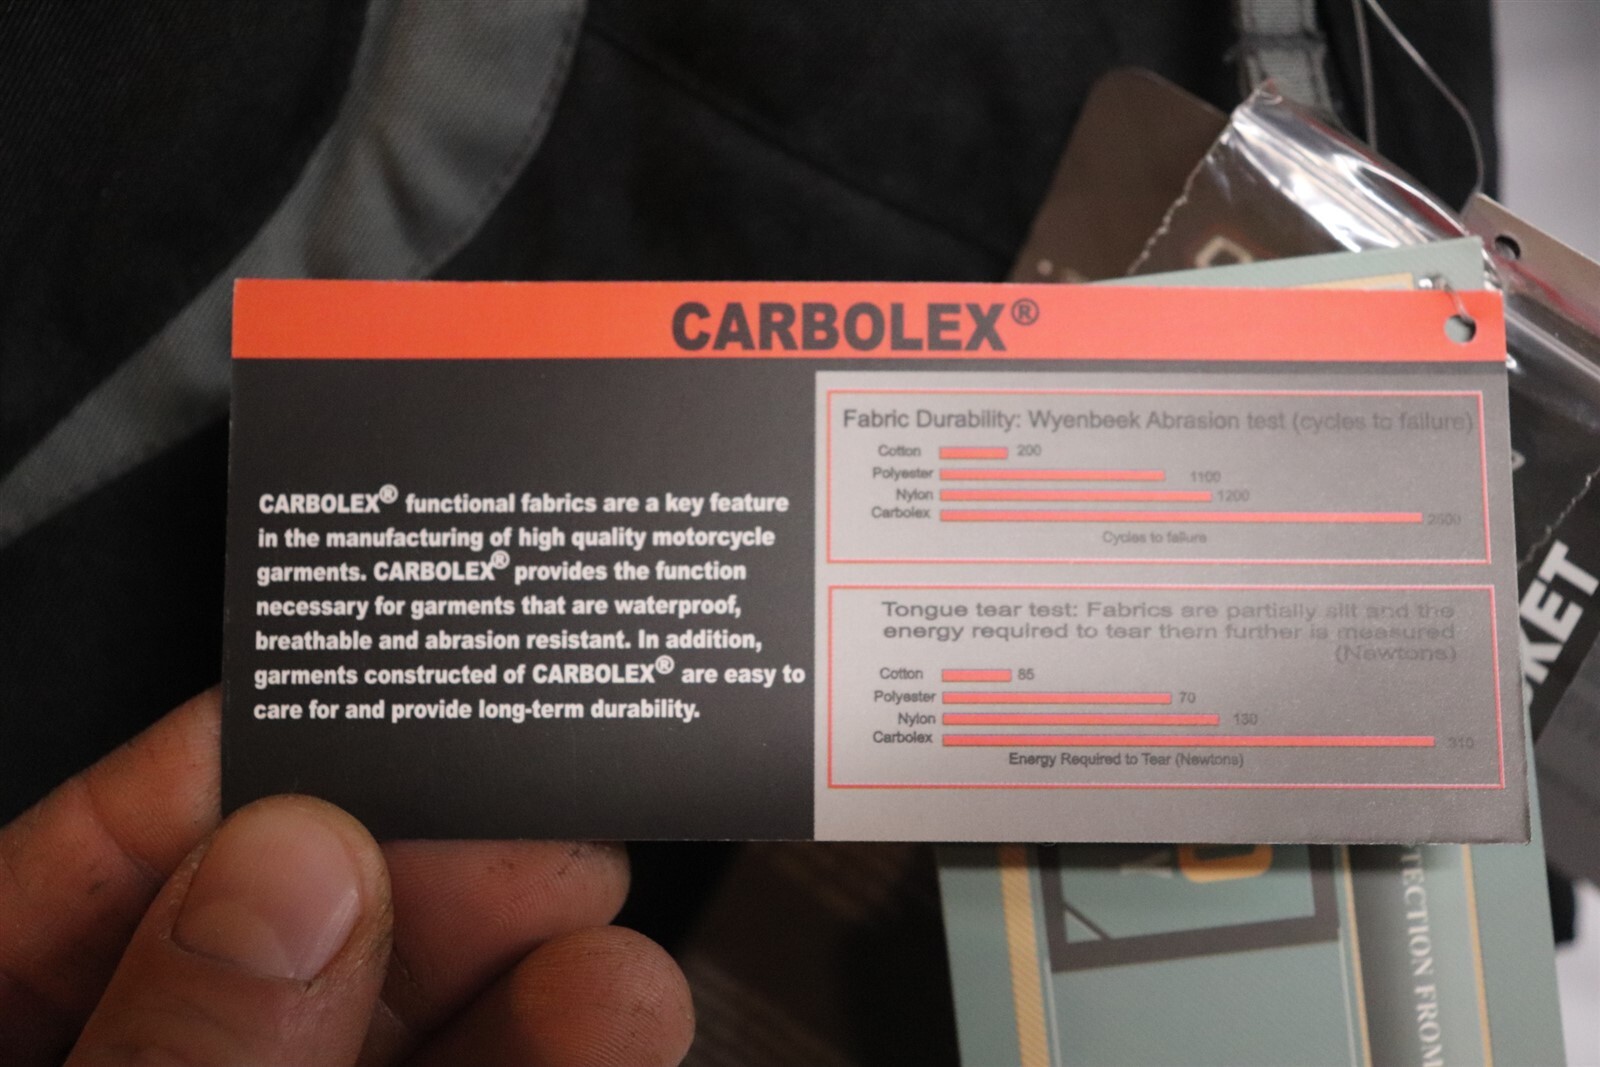 CARBOLEX®
CARBOLEX® functional fabrics are a key feature
in the manufacturing of high quality motorcycle
garments. CARBOLEX® provides the function
necessary for garments that are waterproof,
breathable and abrasion resistant. In addition,
garments constructed of CARBOLEX® are easy to
care for and provide long-term durability.
Fabric Durability: Wyenbeek Abrasion test (cycles to failure)
Cotton 200
Polyester 1100
Nylon 1200
Carbolex 2500
Cycles to failure
Tongue tear test: Fabrics are partially slit and the
energy required to tear them further is measured
(Newtons)
Cotton 85
Polyester 70
Nylon 130
Carbolex 310
Energy Required to Tear (Newtons)
FROM